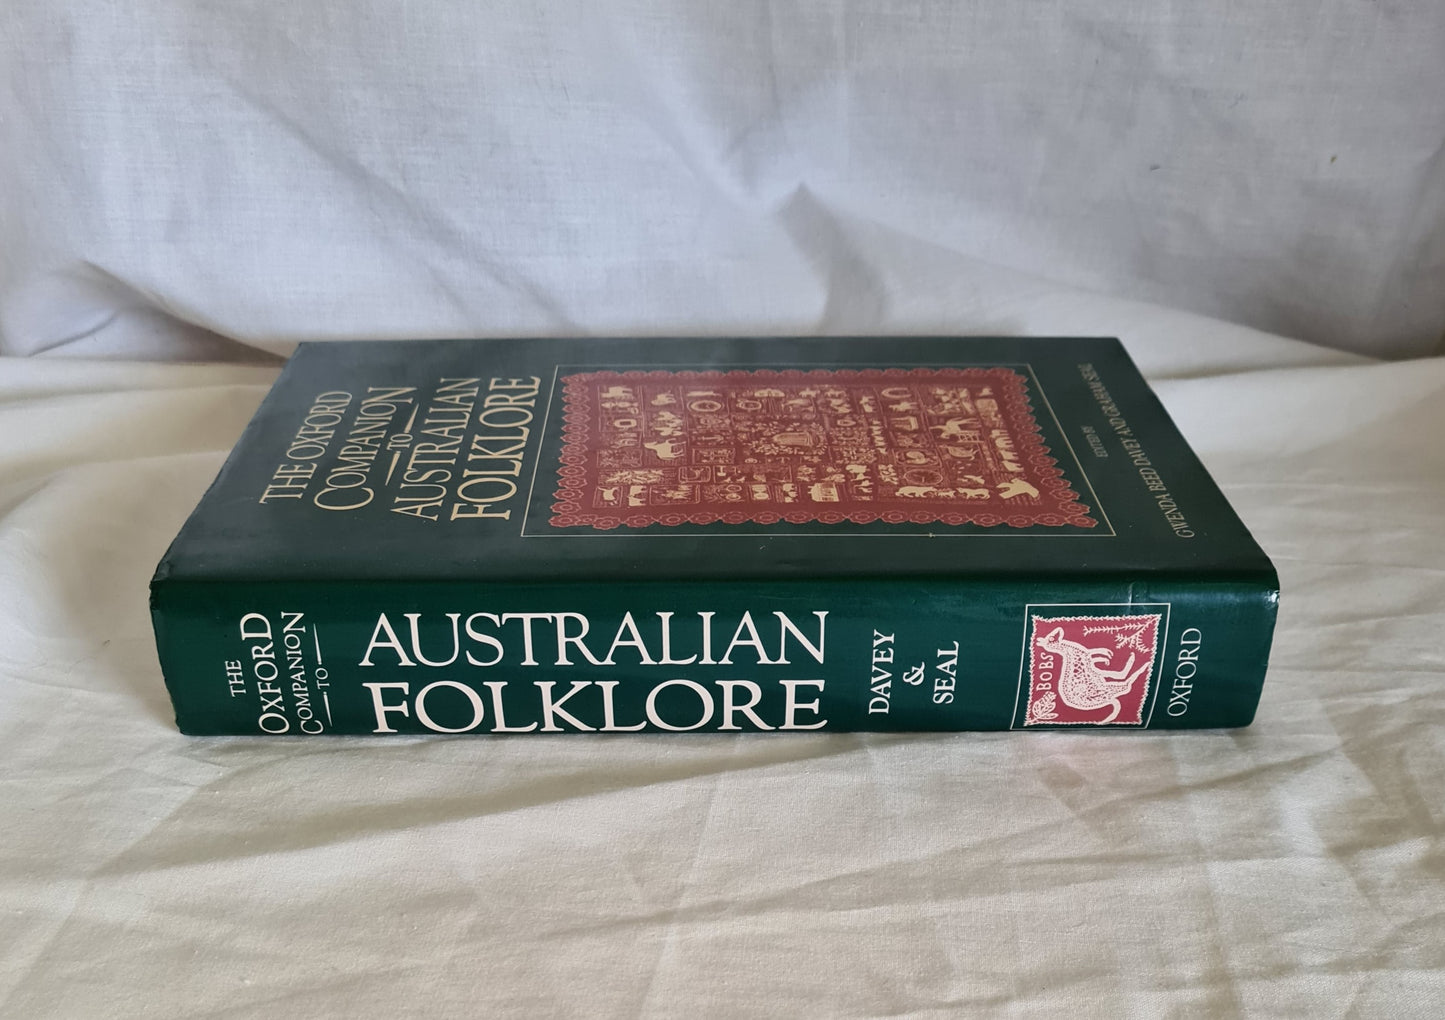 THE OXFORD
COMPANION
TO
AUSTRALIAN
FOLKLORE
EDITED BY
GWENDA BEED DAVEY AND GRAHAM SEAL
THE
OXFORD
COMPANION
TO
AUSTRALIAN
FOLKLORE
DAVEY
&
SEAL
BOBS
OXFORD